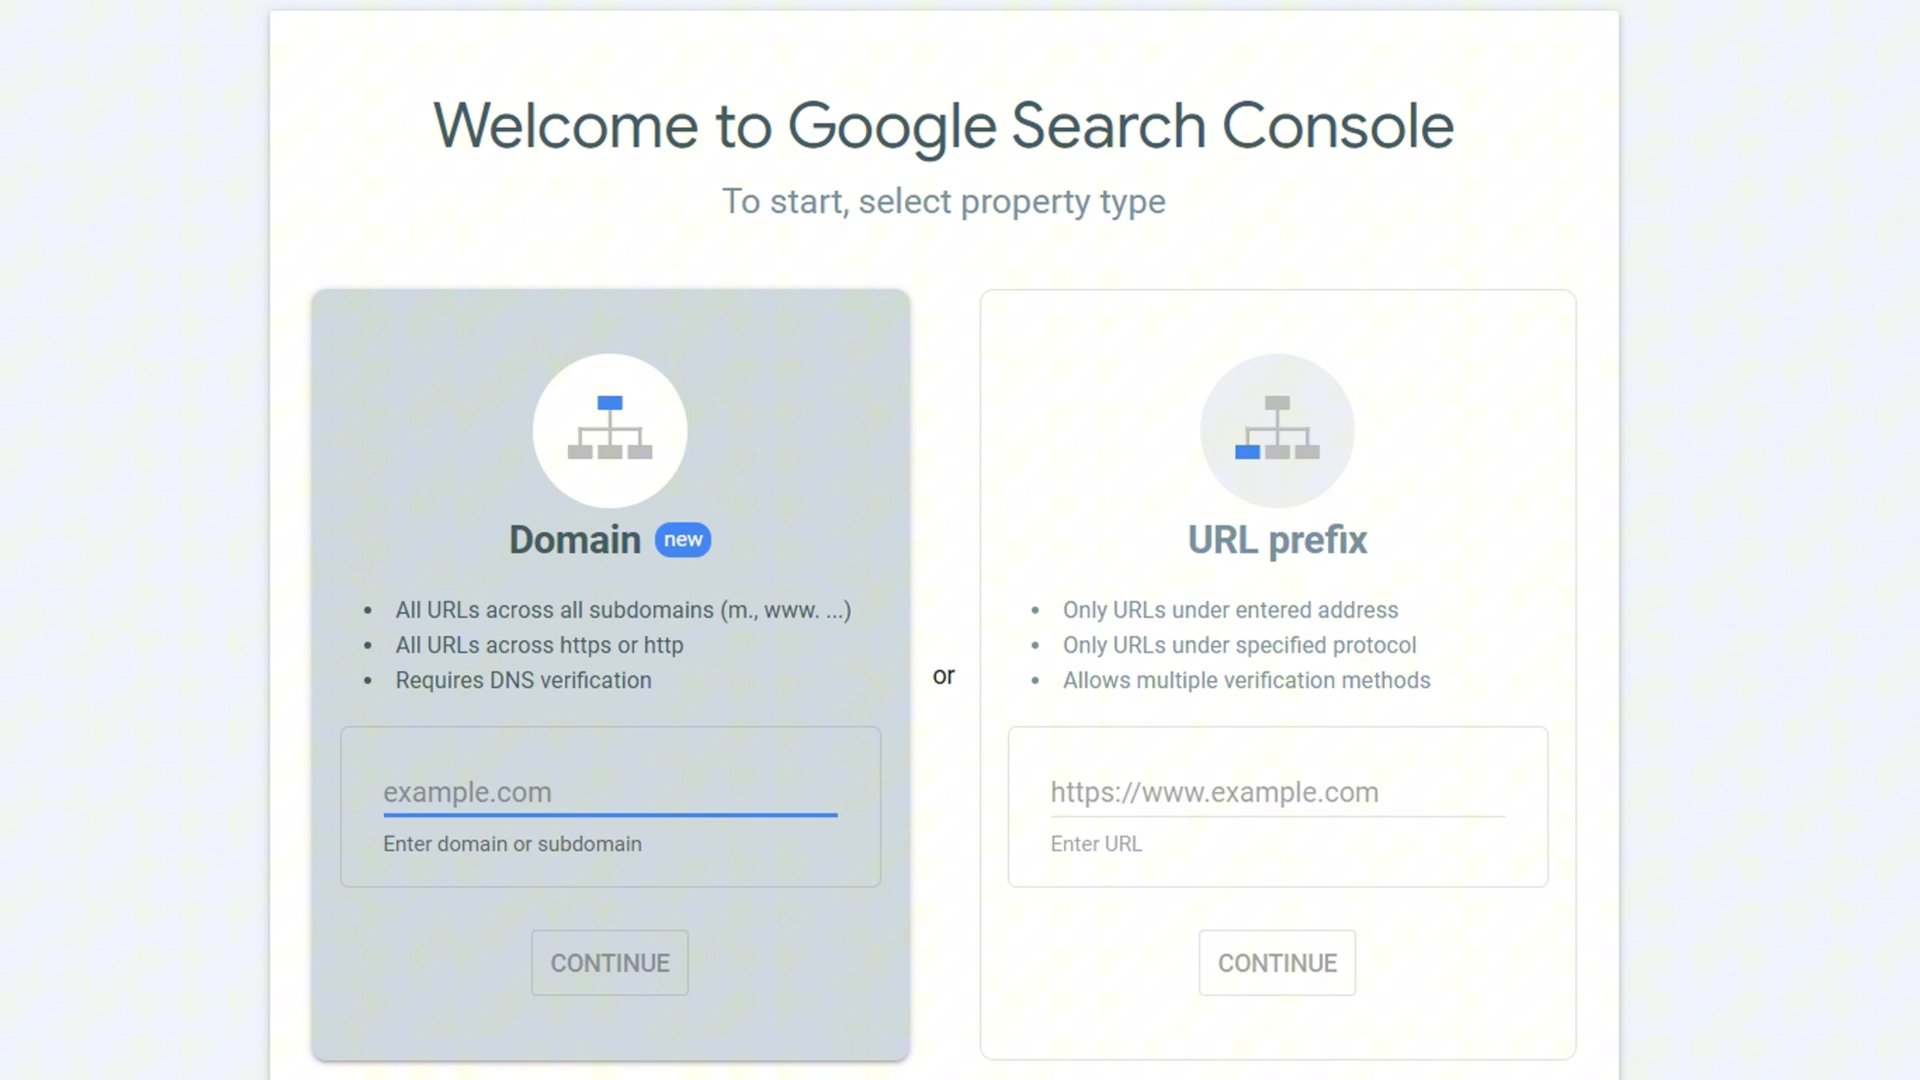 Welcome to Google Search Console
To start, select property type
Domain new
• All URLs across all subdomains (m., www. ...)
• All URLs across https or http
• Requires DNS verification
example.com
Enter domain or subdomain
CONTINUE
or
URL prefix
• Only URLs under entered address
• Only URLs under specified protocol
• Allows multiple verification methods
https://www.example.com
Enter URL
CONTINUE